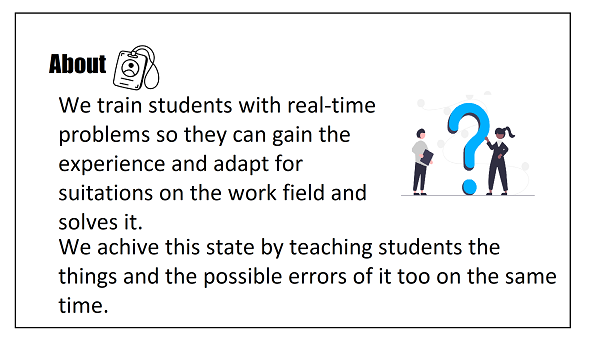 About
We train students with real-time
problems so they can gain the
experience and adapt for
suitations on the work field and
solves it.
We achive this state by teaching students the
things and the possible errors of it too on the same
time.